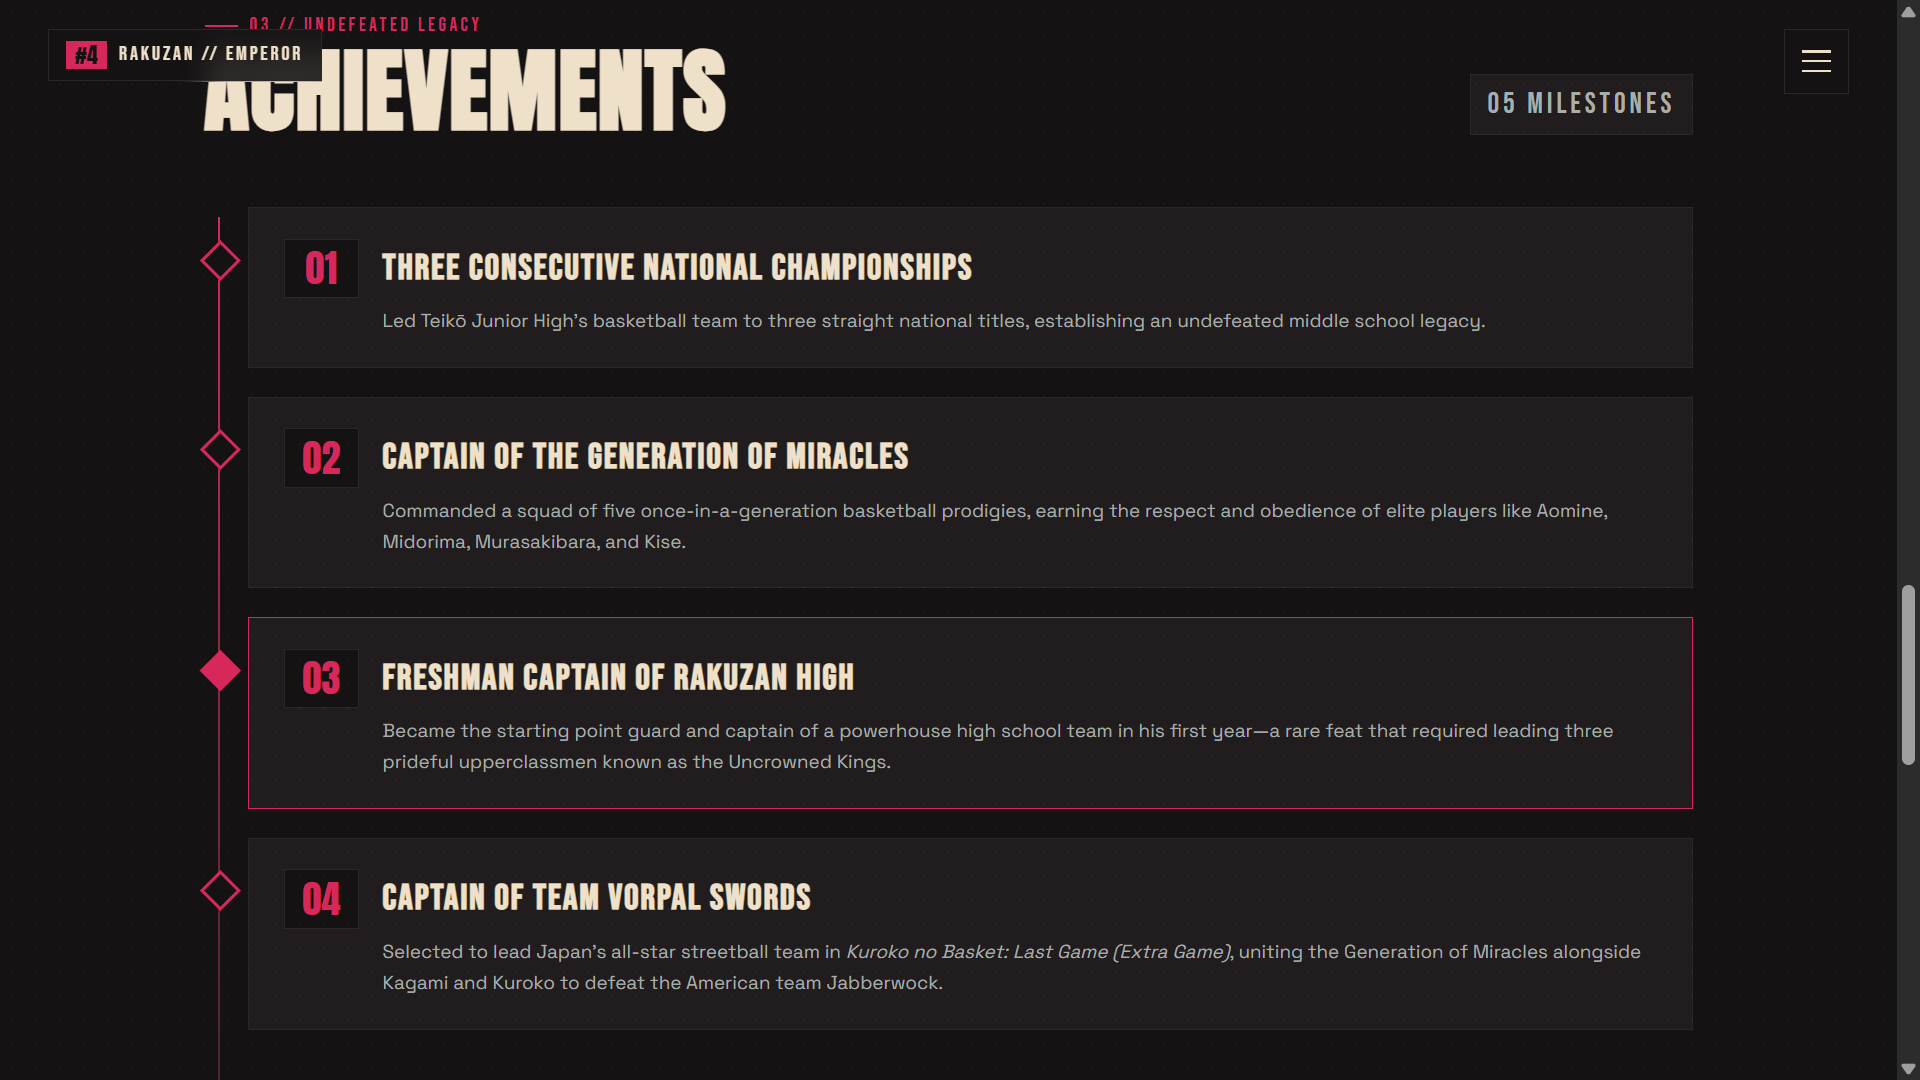 03 // UNDEFEATED LEGACY
#4 RAKUZAN // EMPEROR
ACHIEVEMENTS
05 MILESTONES
01
THREE CONSECUTIVE NATIONAL CHAMPIONSHIPS
Led Teikō Junior High’s basketball team to three straight national titles, establishing an undefeated middle school legacy.
02
CAPTAIN OF THE GENERATION OF MIRACLES
Commanded a squad of five once-in-a-generation basketball prodigies, earning the respect and obedience of elite players like Aomine,
Midorima, Murasakibara, and Kise.
03
FRESHMAN CAPTAIN OF RAKUZAN HIGH
Became the starting point guard and captain of a powerhouse high school team in his first year—a rare feat that required leading three
prideful upperclassmen known as the Uncrowned Kings.
04
CAPTAIN OF TEAM VORPAL SWORDS
Selected to lead Japan’s all-star streetball team in Kuroko no Basket: Last Game (Extra Game), uniting the Generation of Miracles alongside
Kagami and Kuroko to defeat the American team Jabberwock.